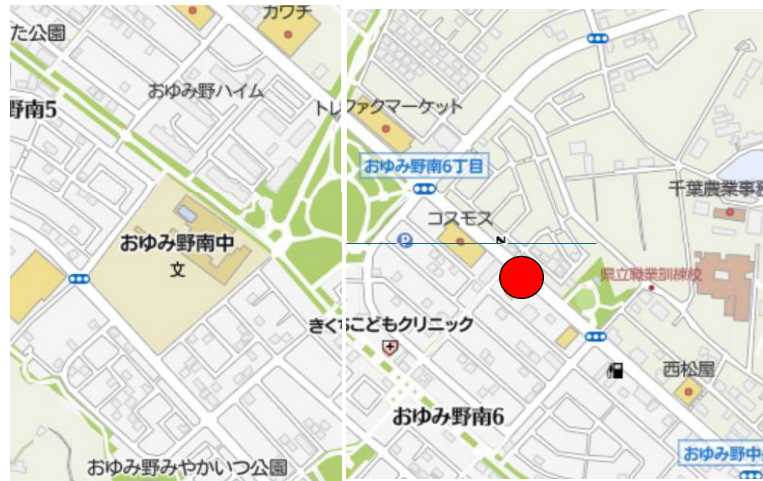 カワチ
た公園
おゆみ野ハイム
野南5
トレファクマーケット
おゆみ野南6丁目
千葉農業事務
コスモス
P
おゆみ野南中
文
県立職業訓練校
きくちこどもクリニック
西松屋
おゆみ野南6
おゆみ野中央
おゆみ野みやかいつ公園